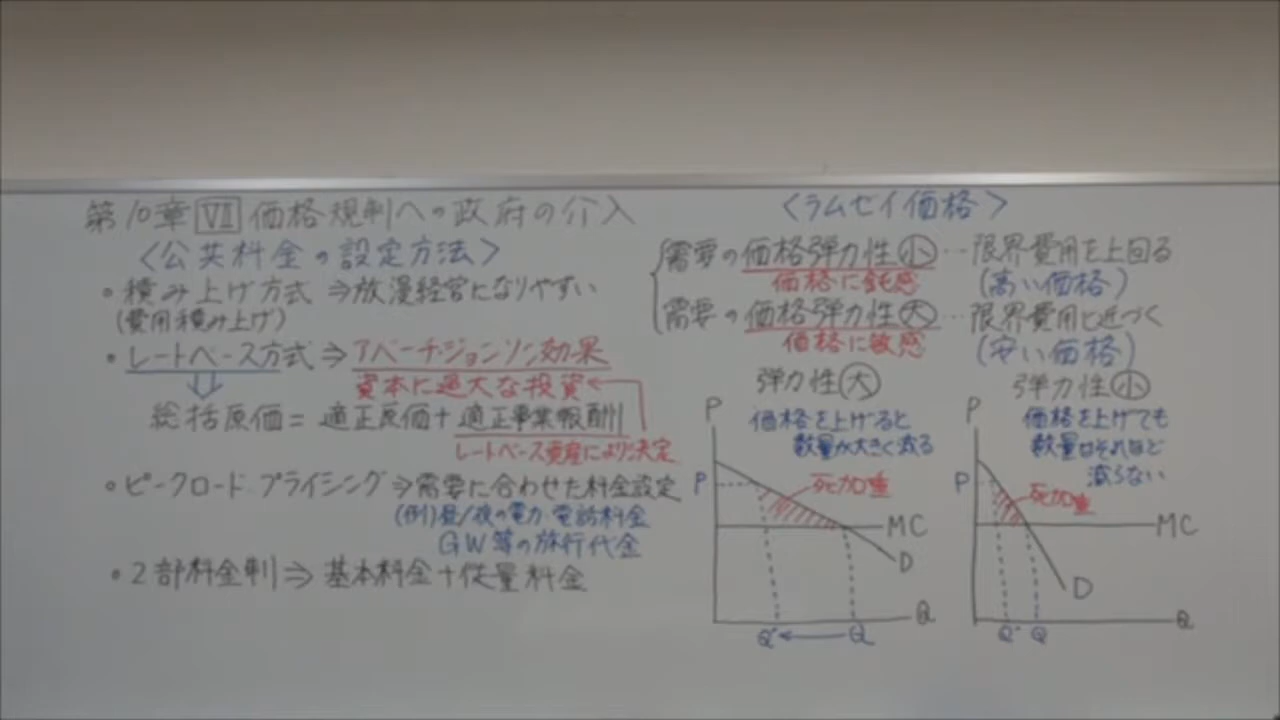 第10章 Ⅶ 価格規制への政府の介入
〈公共料金の設定方法〉
・積み上げ方式 ⇒放漫経営になりやすい
(費用積み上げ)
・レートベース方式⇒アバーチ・ジョンソン効果
資本に過大な投資
総括原価＝適正原価＋適正事業報酬
レートベース資産により決定
・ピークロードプライシング⇒需要に合わせた料金設定
(例)昼/夜の電力・電話料金
GW等の旅行代金
・2部料金制⇒基本料金＋従量料金
〈ラムゼイ価格〉
需要の価格弾力性小…限界費用を上回る
価格に鈍感 (高い価格)
需要の価格弾力性大…限界費用に近づく
価格に敏感 (安い価格)
弾力性大
価格を上げると
数量が大きく減る
P
P
死加重
MC
D
Q' Q
Q
弾力性小
価格を上げても
数量はそれほど
減らない
P
P
死加重
MC
D
Q' Q
Q